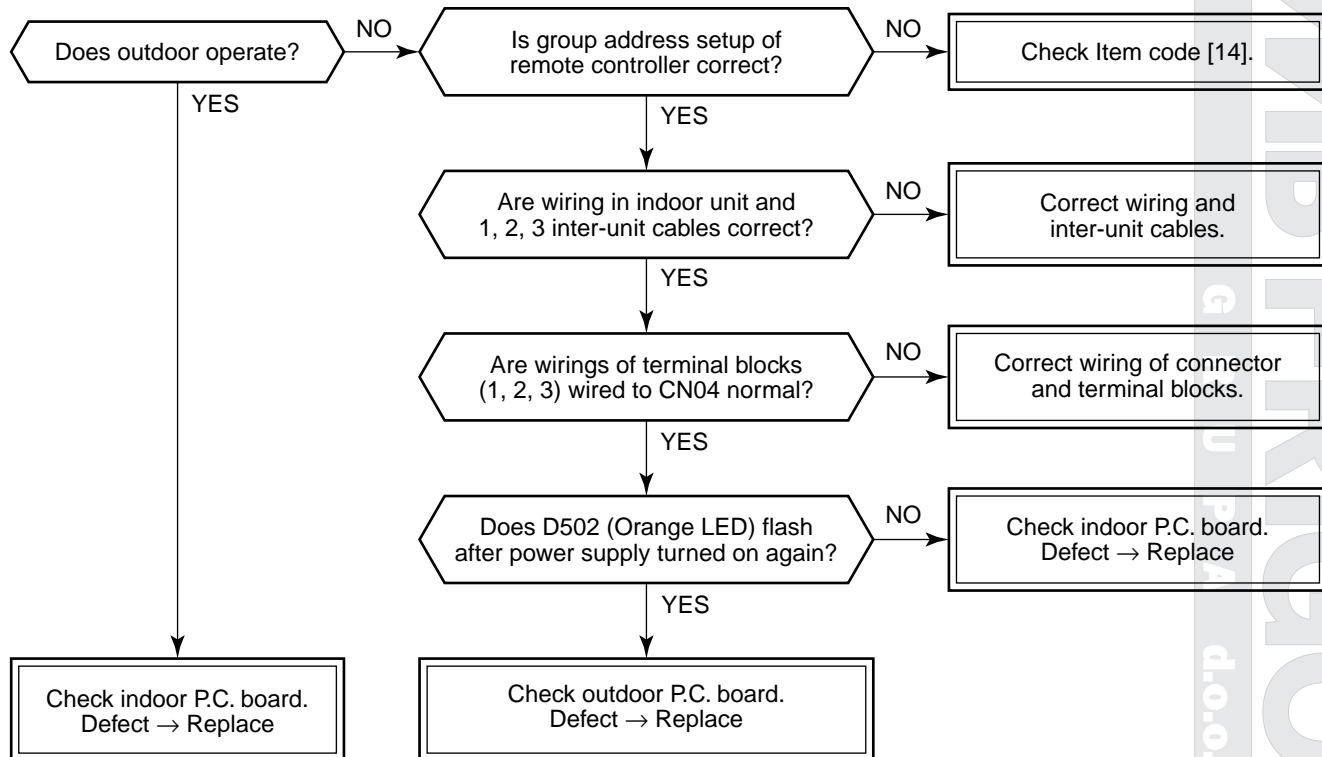 Does outdoor operate?
NO
YES
Is group address setup of
remote controller correct?
NO
YES
Check Item code [14].
Are wiring in indoor unit and
1, 2, 3 inter-unit cables correct?
NO
YES
Correct wiring and
inter-unit cables.
Are wirings of terminal blocks
(1, 2, 3) wired to CN04 normal?
NO
YES
Correct wiring of connector
and terminal blocks.
Does D502 (Orange LED) flash
after power supply turned on again?
NO
YES
Check indoor P.C. board.
Defect → Replace
Check indoor P.C. board.
Defect → Replace
Check outdoor P.C. board.
Defect → Replace
d.o.o.